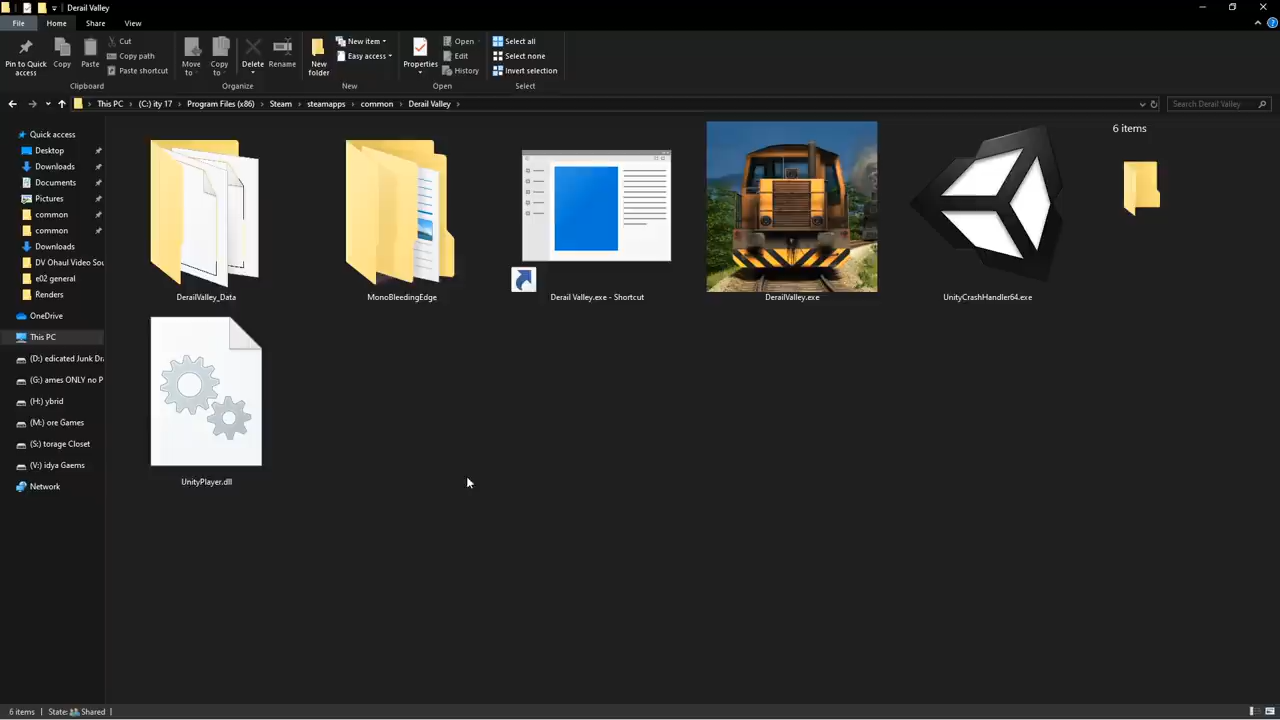 Derail Valley
File Home Share View
Pin to Quick access
Copy
Paste
Cut
Copy path
Paste shortcut
Clipboard
Move to
Copy to
Delete
Rename
Organize
New folder
New item
Easy access
New
Properties
Open
Edit
History
Open
Select all
Select none
Invert selection
Select
This PC > (C:) ity 17 > Program Files (x86) > Steam > steamapps > common > Derail Valley >
Search Derail Valley
Quick access
Desktop
Downloads
Documents
Pictures
common
common
Downloads
DV Ohaul Video Sou
e02 general
Renders
OneDrive
This PC
(D:) edicated Junk Dra
(G:) ames ONLY no P
(H:) ybrid
(M:) ore Games
(S:) torage Closet
(V:) idya Gaems
Network
DerailValley_Data
MonoBleedingEdge
Derail Valley.exe - Shortcut
DerailValley.exe
UnityCrashHandler64.exe
UnityPlayer.dll
6 items
6 items State: Shared